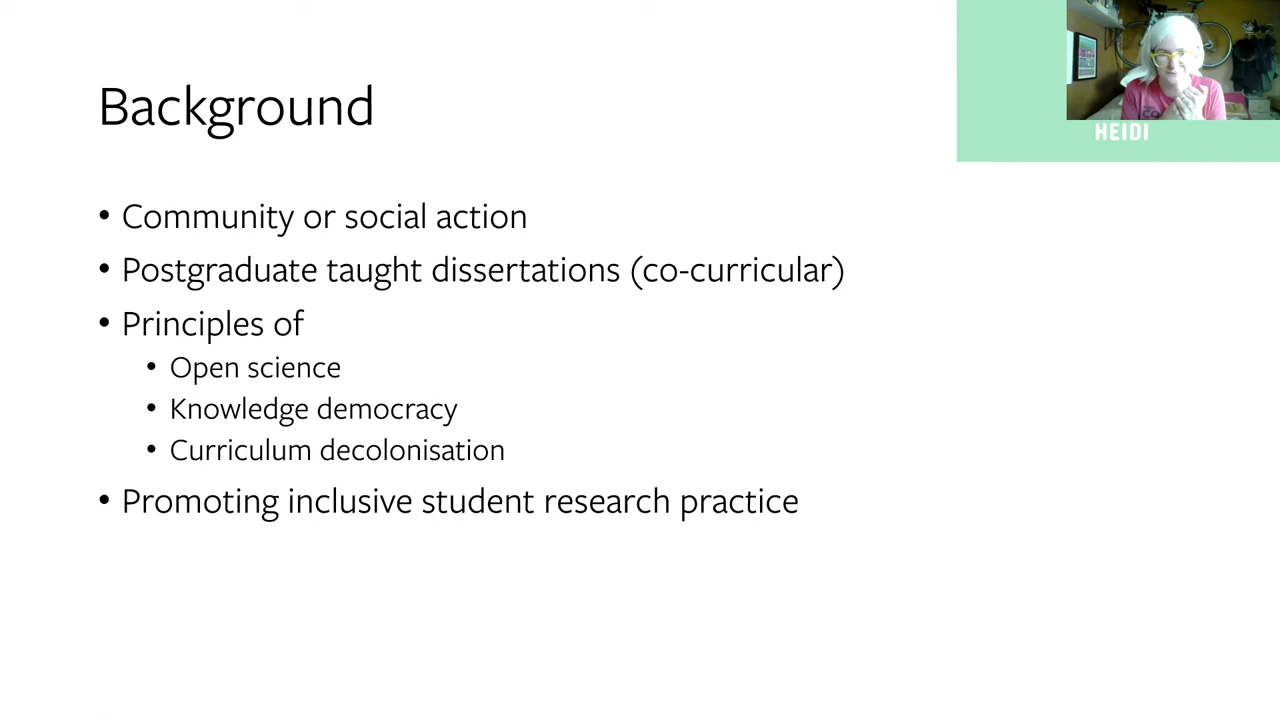 Background
• Community or social action
• Postgraduate taught dissertations (co-curricular)
• Principles of
• Open science
• Knowledge democracy
• Curriculum decolonisation
• Promoting inclusive student research practice
HEIDI